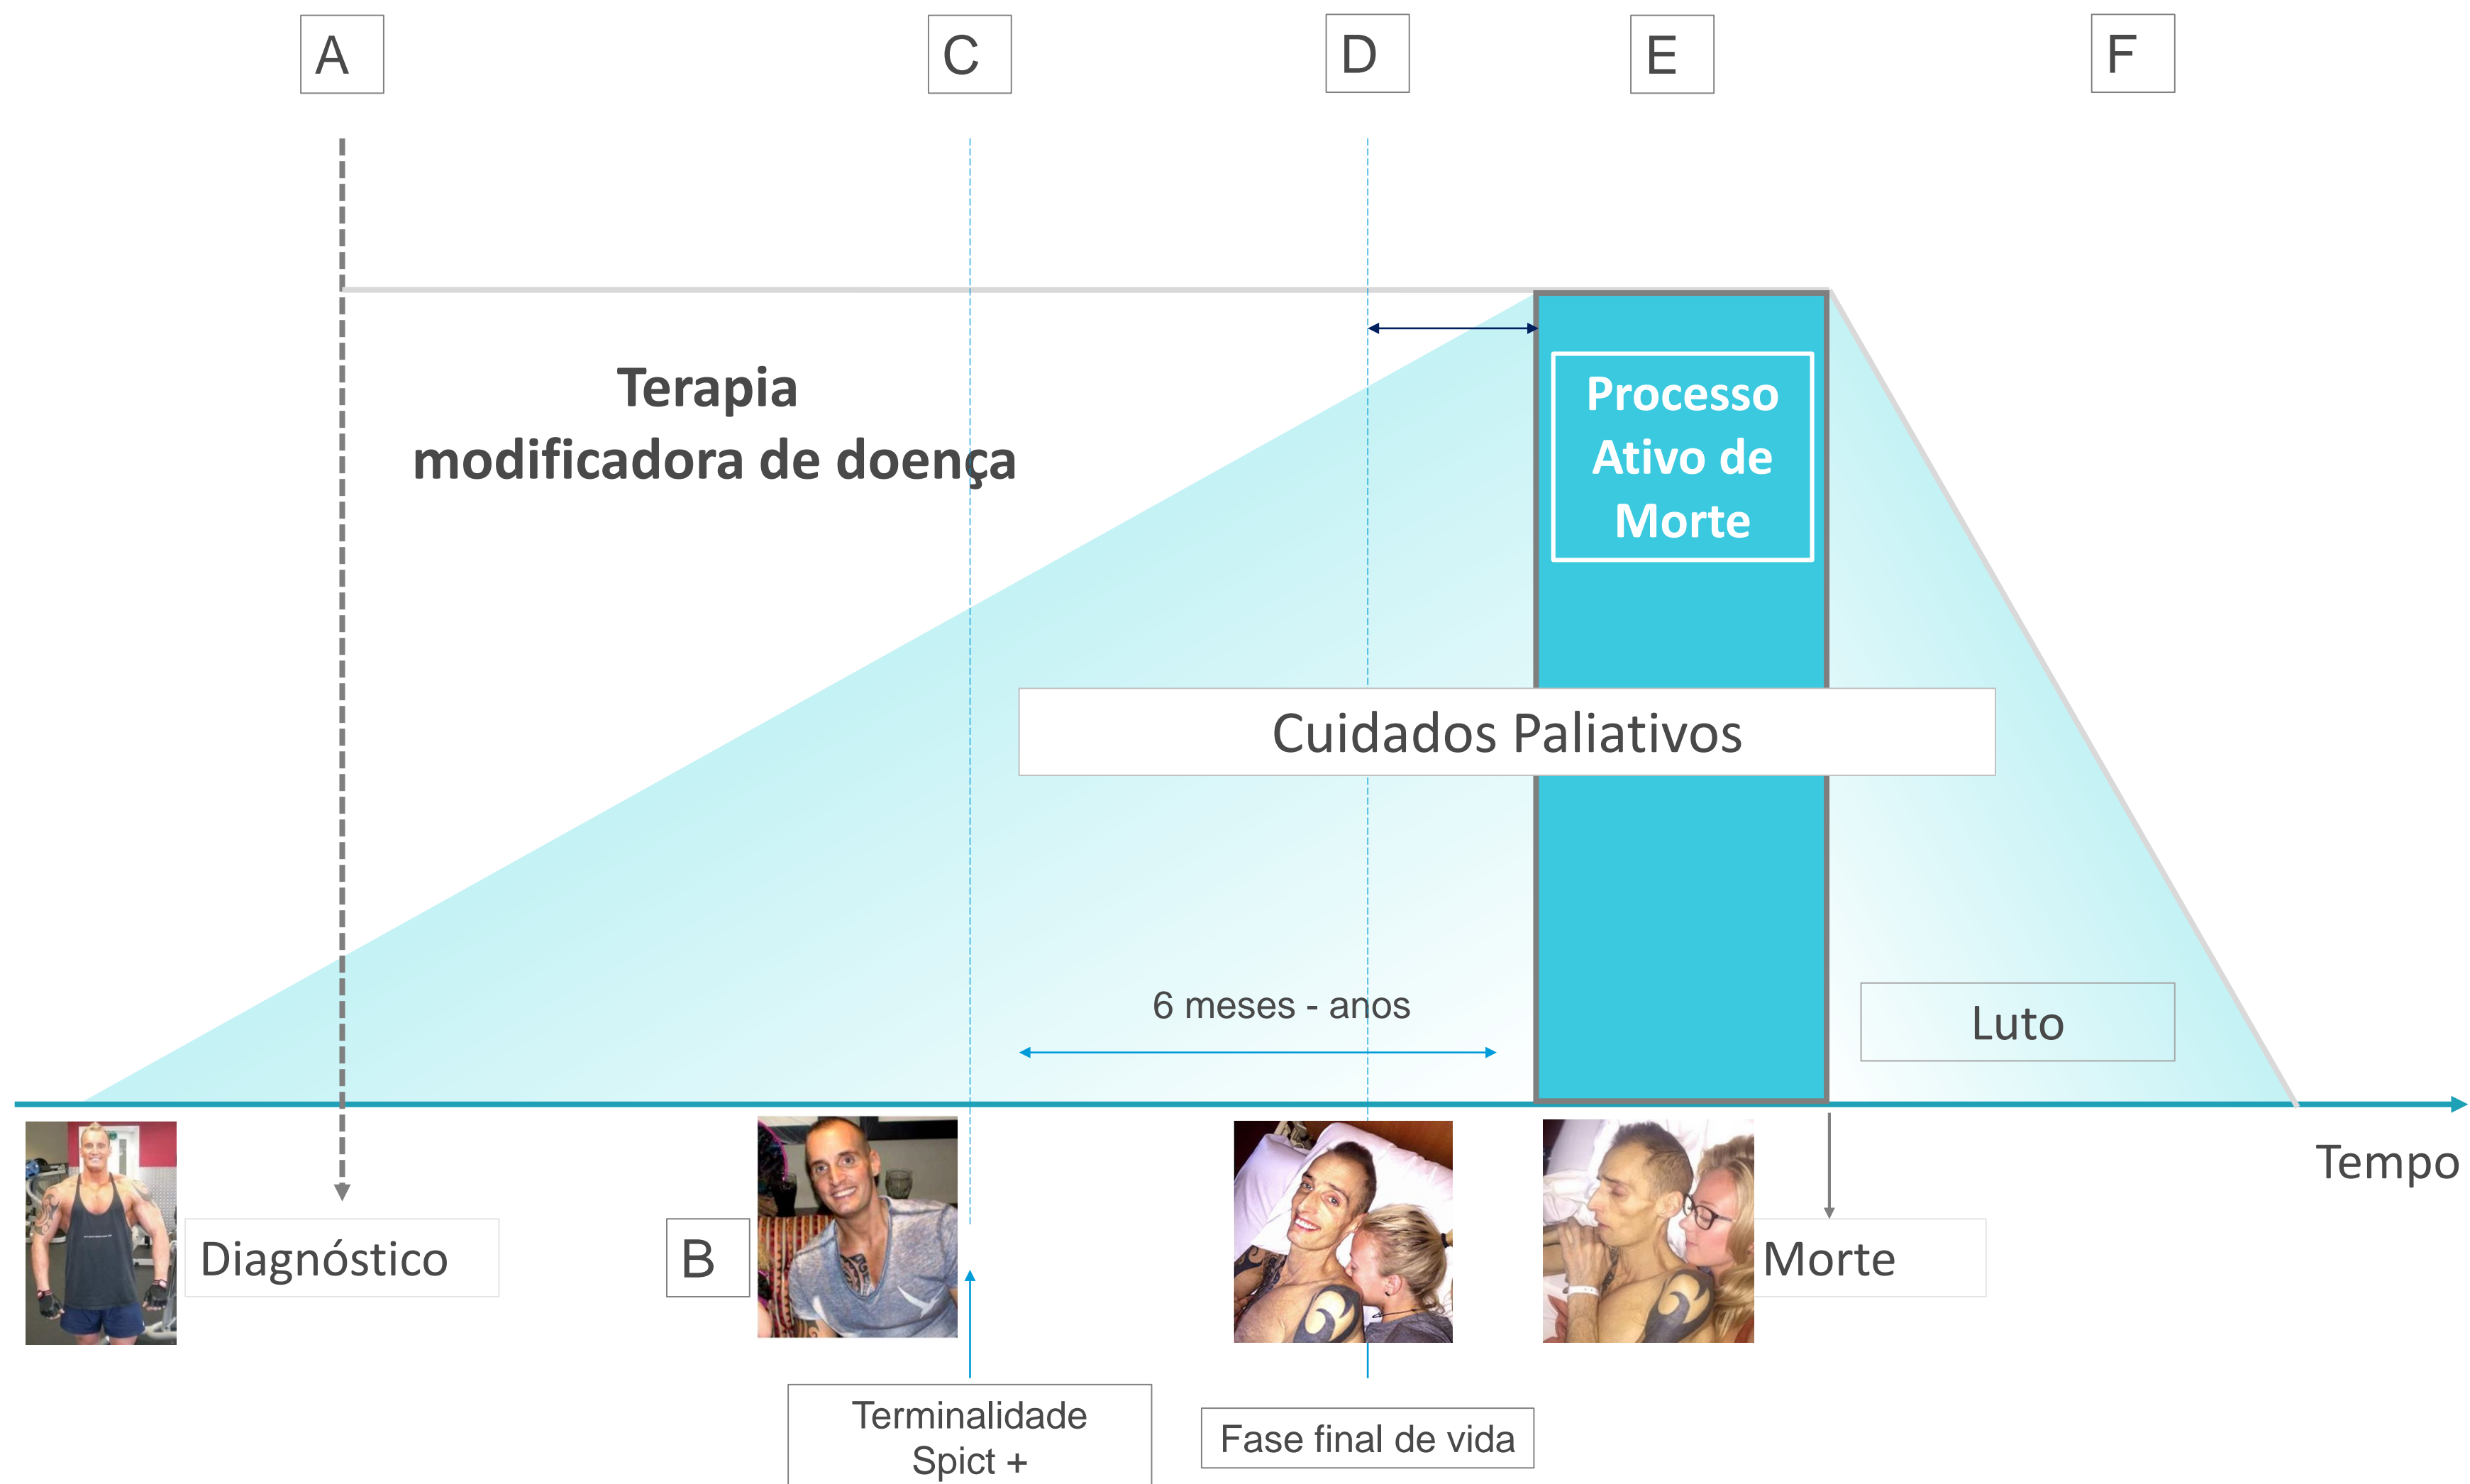 A
C
D
E
F
Terapia
modificadora de doença
Processo
Ativo de
Morte
Cuidados Paliativos
6 meses - anos
Luto
Tempo
Diagnóstico
B
Morte
Terminalidade
Spict +
Fase final de vida